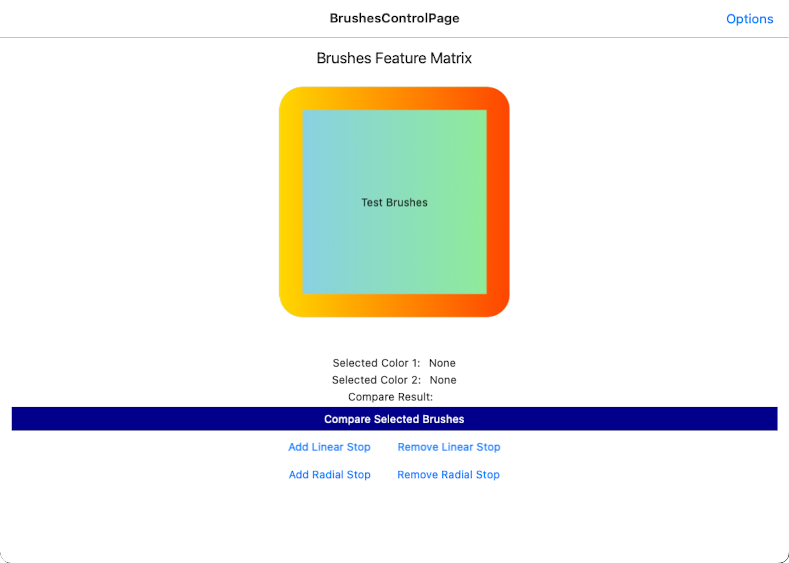 BrushesControlPage
Options
Brushes Feature Matrix
Test Brushes
Selected Color 1: None
Selected Color 2: None
Compare Result:
Compare Selected Brushes
Add Linear Stop Remove Linear Stop
Add Radial Stop Remove Radial Stop